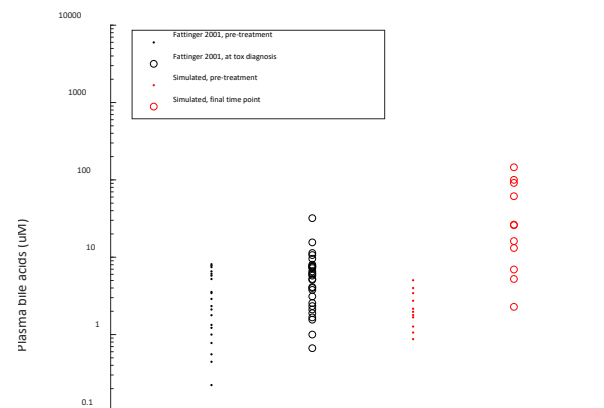 10000
Fattinger 2001, pre-treatment
Fattinger 2001, at tox diagnosis
Simulated, pre-treatment
Simulated, final time point
1000
100
10
1
0.1
Plasma bile acids (uM)